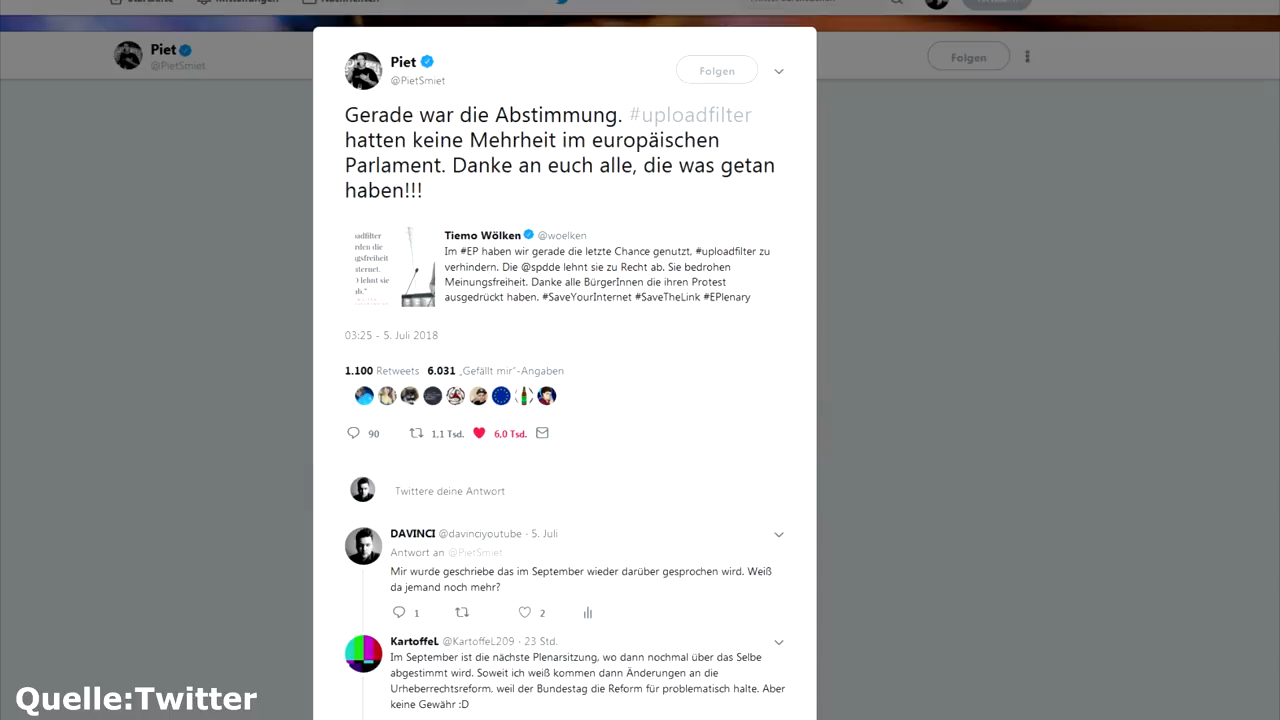 Piet
@PietSmiet
Folgen
Piet
@PietSmiet
Folgen
Gerade war die Abstimmung. #uploadfilter
hatten keine Mehrheit im europäischen
Parlament. Danke an euch alle, die was getan
haben!!!
Tiemo Wölken @woelken
Im #EP haben wir gerade die letzte Chance genutzt, #uploadfilter zu
verhindern. Die @spdde lehnt sie zu Recht ab. Sie bedrohen
Meinungsfreiheit. Danke alle BürgerInnen die ihren Protest
ausgedrückt haben. #SaveYourInternet #SaveTheLink #EPlenary
03:25 - 5. Juli 2018
1.100 Retweets 6.031 „Gefällt mir“-Angaben
90 1.1 Tsd. 6.0 Tsd.
Twittere deine Antwort
DAVINCI @davinciyoutube · 5. Juli
Antwort an @PietSmiet
Mir wurde geschriebe das im September wieder darüber gesprochen wird. Weiß
da jemand noch mehr?
1 2
KartoffeL @KartoffeL209 · 23 Std.
Im September ist die nächste Plenarsitzung, wo dann nochmal über das Selbe
abgestimmt wird. Soweit ich weiß kommen dann Änderungen an die
Urheberrechtsreform, weil der Bundestag die Reform für problematisch halte. Aber
keine Gewähr :D
Quelle:Twitter